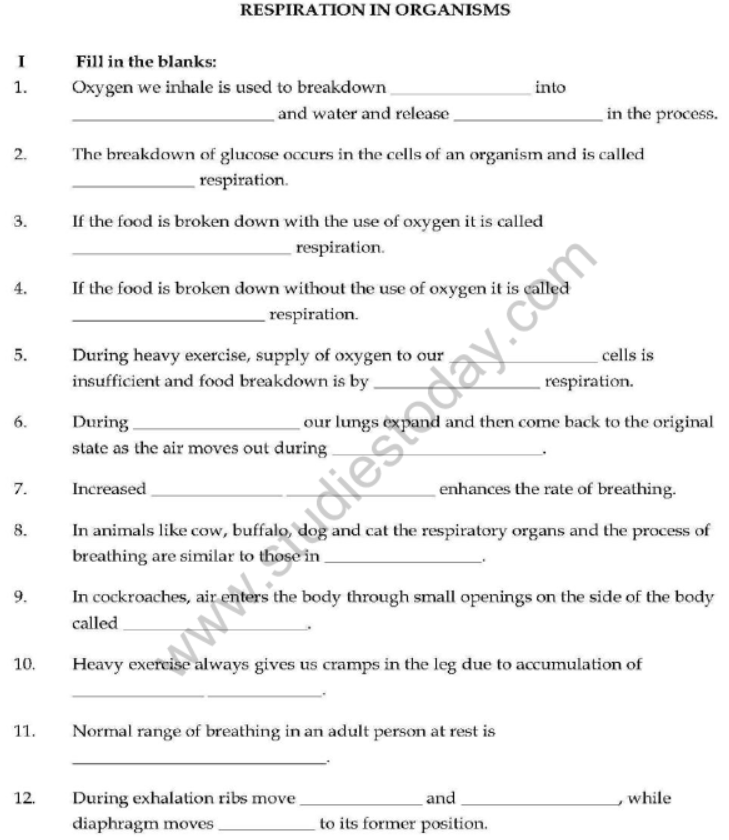 RESPIRATION IN ORGANISMS
I Fill in the blanks:
1. Oxygen we inhale is used to breakdown _______________ into
_____________________ and water and release ________________ in the process.
2. The breakdown of glucose occurs in the cells of an organism and is called
_____________ respiration.
3. If the food is broken down with the use of oxygen it is called
_______________________ respiration.
4. If the food is broken down without the use of oxygen it is called
____________________ respiration.
5. During heavy exercise, supply of oxygen to our ________________ cells is
insufficient and food breakdown is by _________________ respiration.
6. During _________________ our lungs expand and then come back to the original
state as the air moves out during ______________________.
7. Increased ______________ ________________ enhances the rate of breathing.
8. In animals like cow, buffalo, dog and cat the respiratory organs and the process of
breathing are similar to those in ________________.
9. In cockroaches, air enters the body through small openings on the side of the body
called ___________________.
10. Heavy exercise always gives us cramps in the leg due to accumulation of
______________ ____________.
11. Normal range of breathing in an adult person at rest is
___________________________.
12. During exhalation ribs move _____________ and _________________, while
diaphragm moves __________ to its former position.
www.studiestoday.com